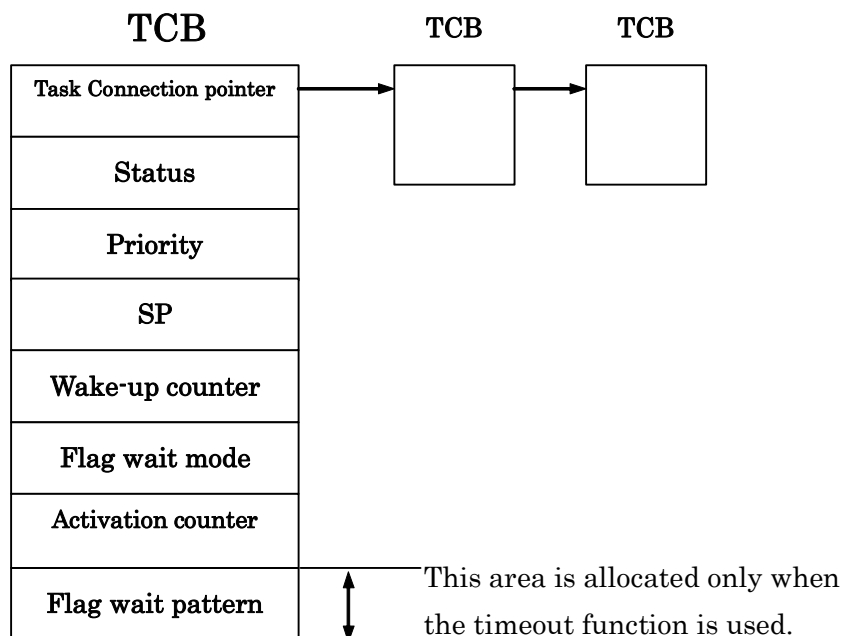 TCB TCB TCB
Task Connection pointer
Status
Priority
SP
Wake-up counter
Flag wait mode
Activation counter
Flag wait pattern
This area is allocated only when
the timeout function is used.